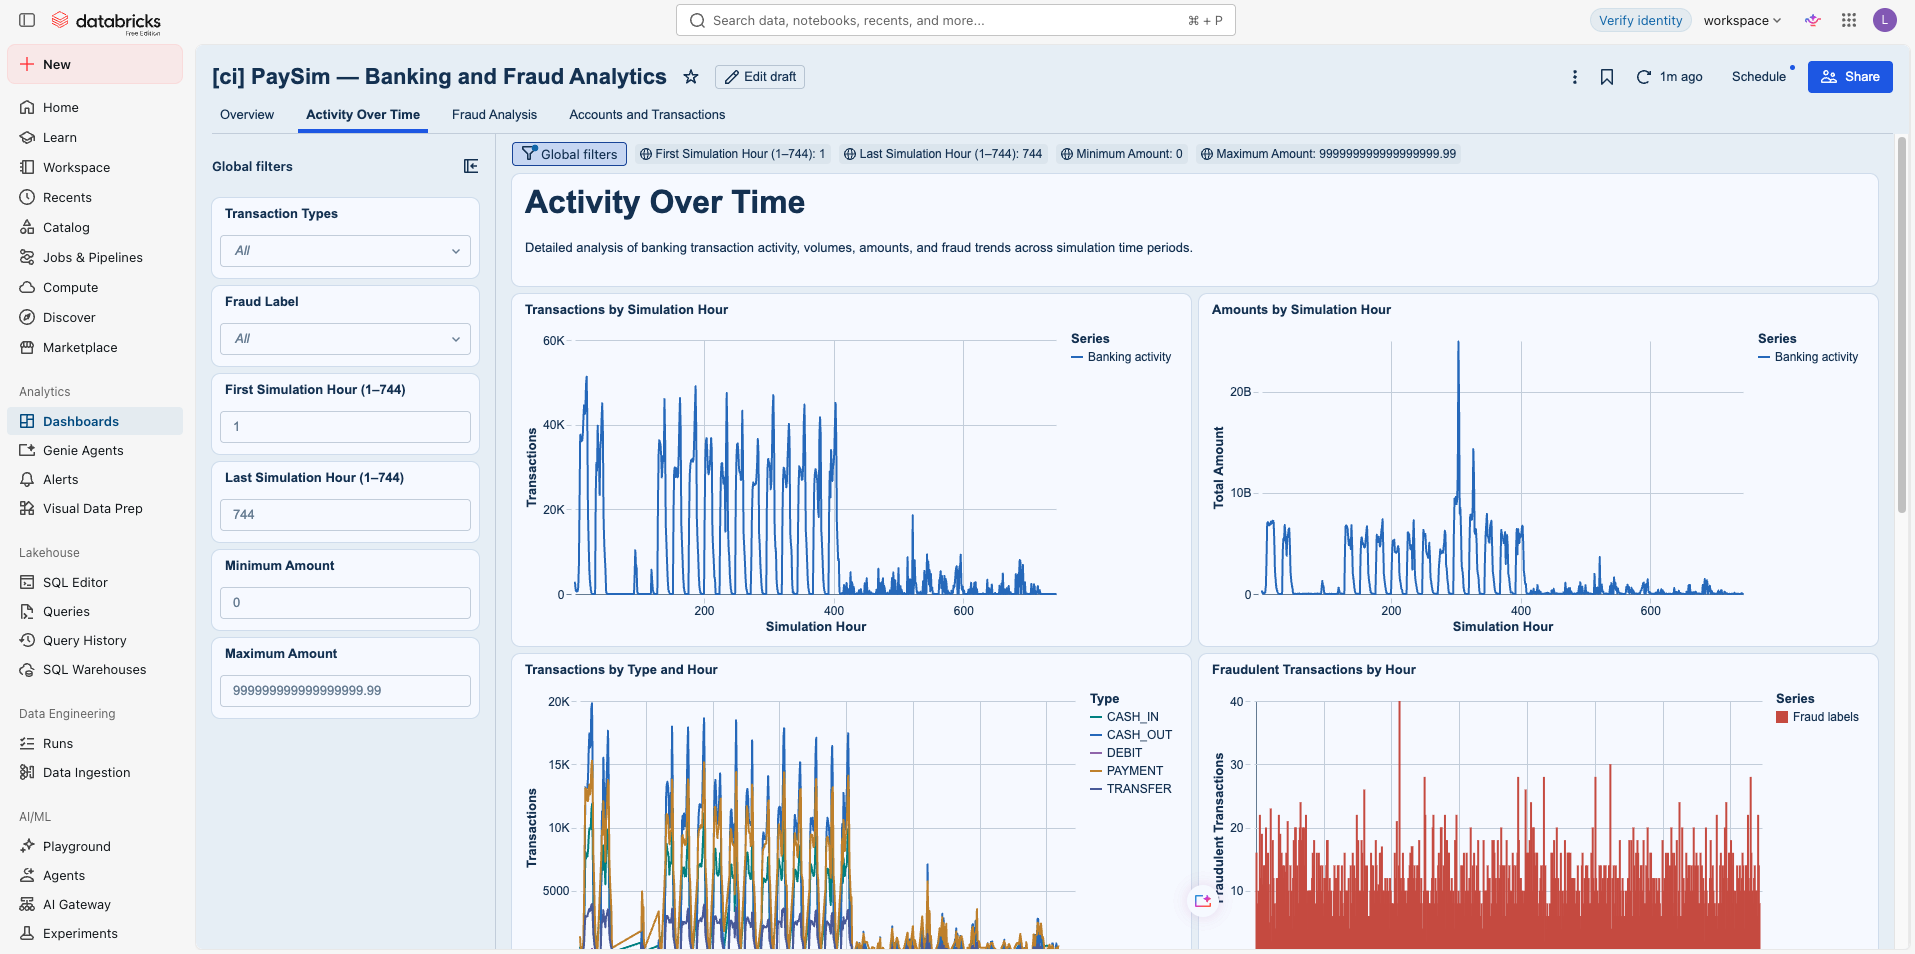 databricks
Free Edition
Search data, notebooks, recents, and more...
⌘ + P
Verify identity
workspace
L
New
Home
Learn
Workspace
Recents
Catalog
Jobs & Pipelines
Compute
Discover
Marketplace
Analytics
Dashboards
Genie Agents
Alerts
Visual Data Prep
Lakehouse
SQL Editor
Queries
Query History
SQL Warehouses
Data Engineering
Runs
Data Ingestion
AI/ML
Playground
Agents
AI Gateway
Experiments
[ci] PaySim — Banking and Fraud Analytics
Edit draft
1m ago
Schedule
Share
Overview
Activity Over Time
Fraud Analysis
Accounts and Transactions
Global filters
Transaction Types
All
Fraud Label
All
First Simulation Hour (1–744)
1
Last Simulation Hour (1–744)
744
Minimum Amount
0
Maximum Amount
999999999999999999.99
Global filters
First Simulation Hour (1–744): 1
Last Simulation Hour (1–744): 744
Minimum Amount: 0
Maximum Amount: 999999999999999999.99
Activity Over Time
Detailed analysis of banking transaction activity, volumes, amounts, and fraud trends across simulation time periods.
Transactions by Simulation Hour
Transactions
60K
40K
20K
0
200
400
600
Simulation Hour
Series
Banking activity
Amounts by Simulation Hour
Total Amount
20B
10B
0
200
400
600
Simulation Hour
Series
Banking activity
Transactions by Type and Hour
Transactions
20K
15K
10K
5000
Type
CASH_IN
CASH_OUT
DEBIT
PAYMENT
TRANSFER
Fraudulent Transactions by Hour
Fraudulent Transactions
40
30
20
10
Series
Fraud labels